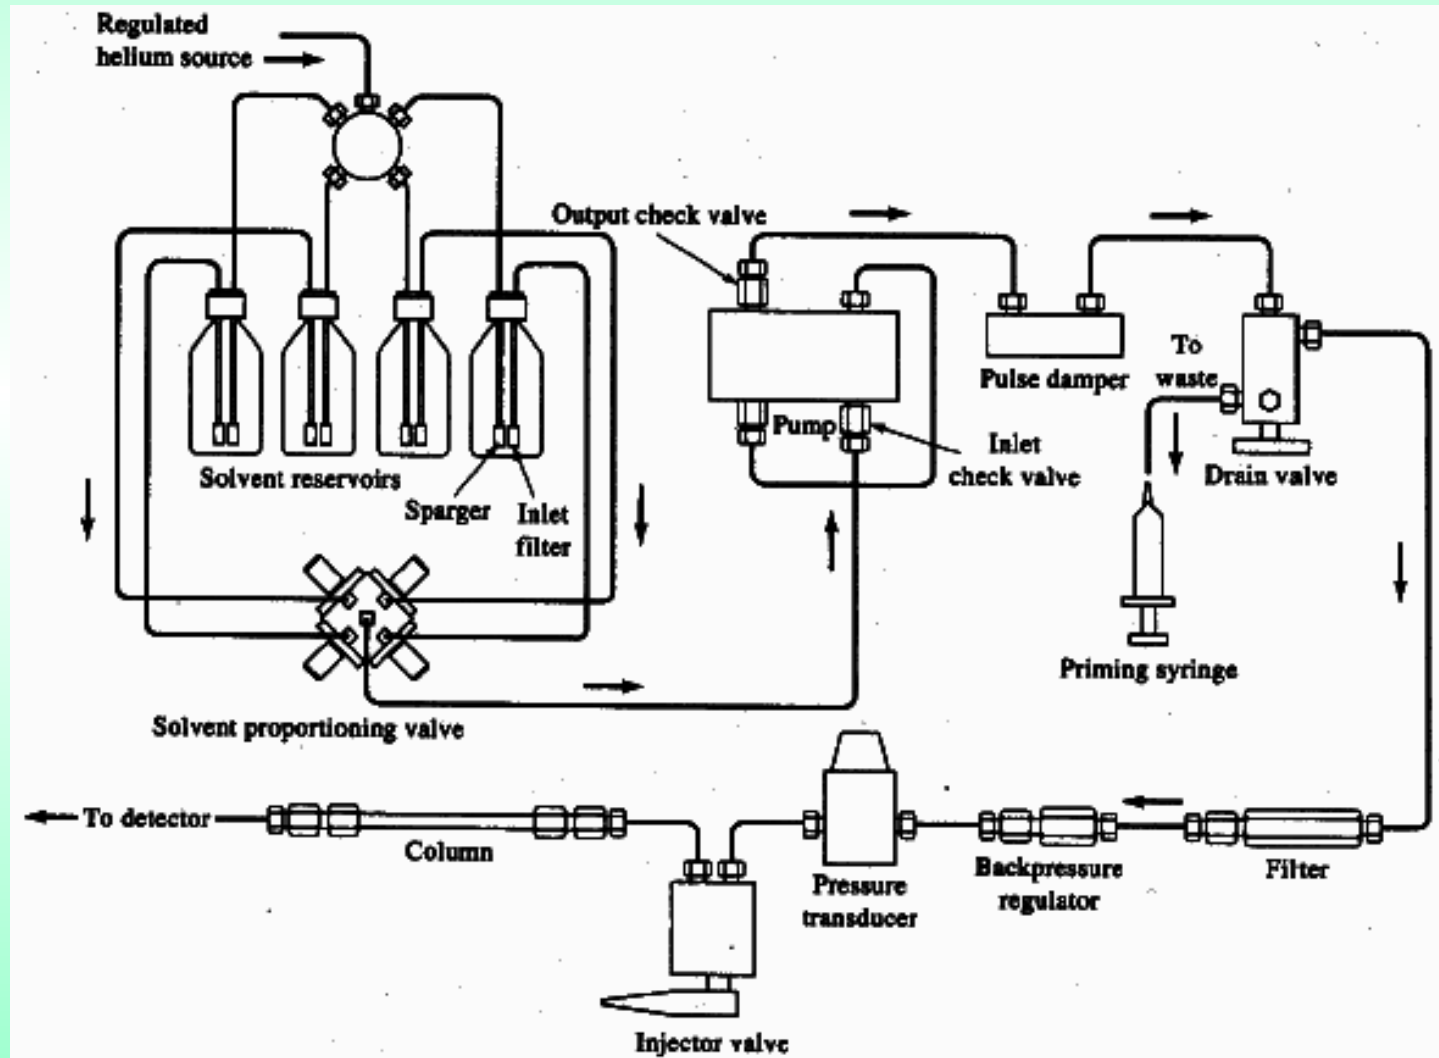 Regulated
helium source
Output check valve
To
waste
Pulse damper
Pump
Inlet
check valve
Drain valve
Solvent reservoirs
Sparger
Inlet
filter
Priming syringe
Solvent proportioning valve
To detector
Column
Pressure
transducer
Backpressure
regulator
Filter
Injector valve